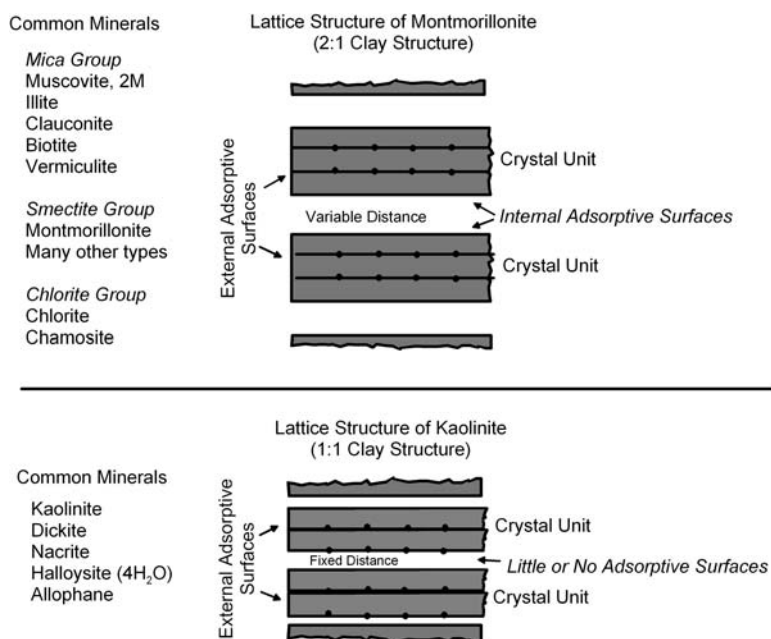 Common Minerals
Mica Group
Muscovite, 2M
Illite
Clauconite
Biotite
Vermiculite
Smectite Group
Montmorillonite
Many other types
Chlorite Group
Chlorite
Chamosite
Lattice Structure of Montmorillonite
(2:1 Clay Structure)
External Adsorptive
Surfaces
Crystal Unit
Variable Distance
Internal Adsorptive Surfaces
Crystal Unit
Lattice Structure of Kaolinite
(1:1 Clay Structure)
Common Minerals
Kaolinite
Dickite
Nacrite
Halloysite (4H₂O)
Allophane
External Adsorptive
Surfaces
Crystal Unit
Fixed Distance
Little or No Adsorptive Surfaces
Crystal Unit